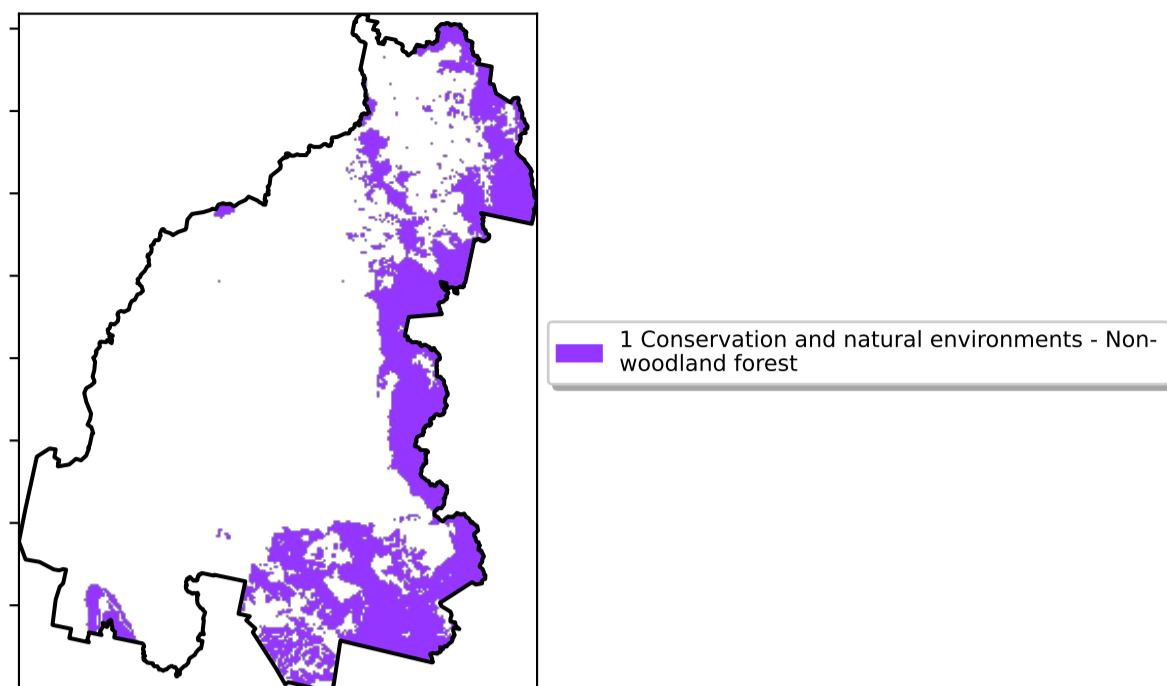 1 Conservation and natural environments - Non-
woodland forest